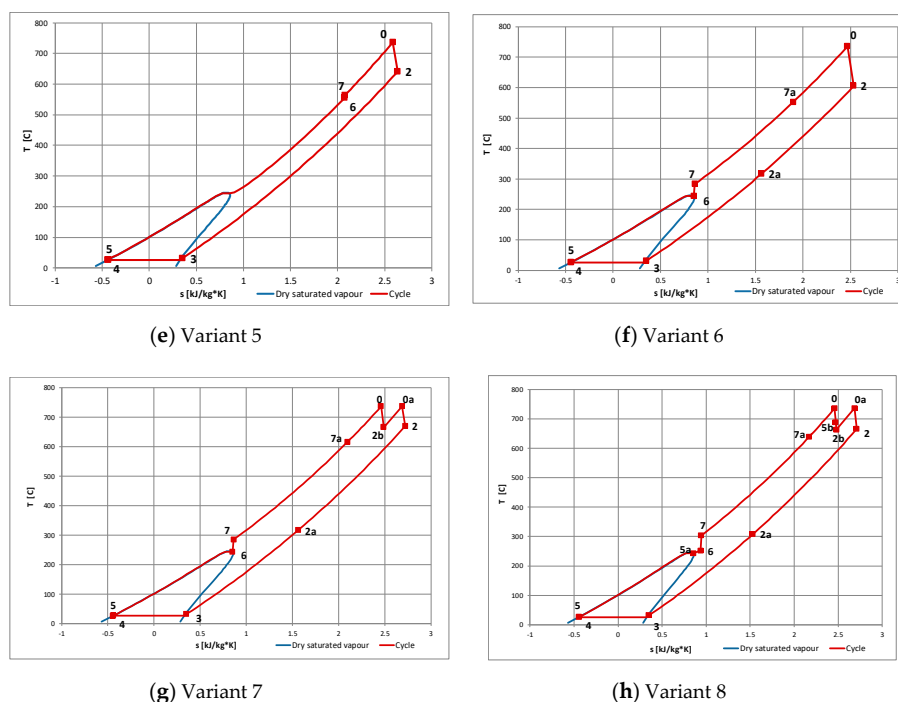 800
700
600
500
400
300
200
100
0
T [C]
0
2
7
6
5
4
3
-1 -0.5 0 0.5 1 1.5 2 2.5 3
s [kJ/kg*K]
Dry saturated vapour
Cycle
(e) Variant 5
800
700
600
500
400
300
200
100
0
T [C]
0
2
7a
2a
7
6
5
4
3
-1 -0.5 0 0.5 1 1.5 2 2.5 3
s [kJ/kg*K]
Dry saturated vapour
Cycle
(f) Variant 6
800
700
600
500
400
300
200
100
0
T [C]
0
0a
2b
2
7a
2a
7
6
5
4
3
-1 -0.5 0 0.5 1 1.5 2 2.5 3
s [kJ/kg*K]
Dry saturated vapour
Cycle
(g) Variant 7
800
700
600
500
400
300
200
100
0
T [C]
0
0a
5b
2b
2
7a
2a
7
5a
6
5
4
3
-1 -0.5 0 0.5 1 1.5 2 2.5 3
s [kJ/kg*K]
Dry saturated vapour
Cycle
(h) Variant 8